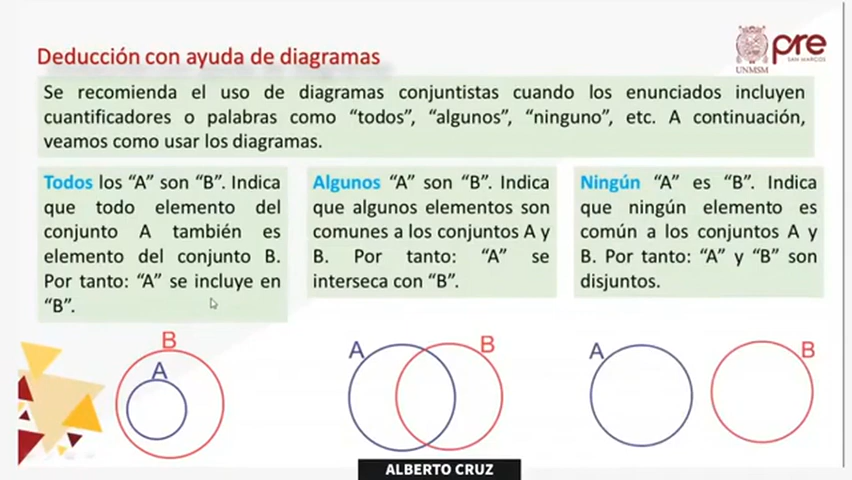 Deducción con ayuda de diagramas
UNMSM
pre
SAN MARCOS
Se recomienda el uso de diagramas conjuntistas cuando los enunciados incluyen
cuantificadores o palabras como “todos”, “algunos”, “ninguno”, etc. A continuación,
veamos como usar los diagramas.
Todos los “A” son “B”. Indica
que todo elemento del
conjunto A también es
elemento del conjunto B.
Por tanto: “A” se incluye en
“B”.
Algunos “A” son “B”. Indica
que algunos elementos son
comunes a los conjuntos A y
B. Por tanto: “A” se
interseca con “B”.
Ningún “A” es “B”. Indica
que ningún elemento es
común a los conjuntos A y
B. Por tanto: “A” y “B” son
disjuntos.
B
A
A
B
A
B
ALBERTO CRUZ